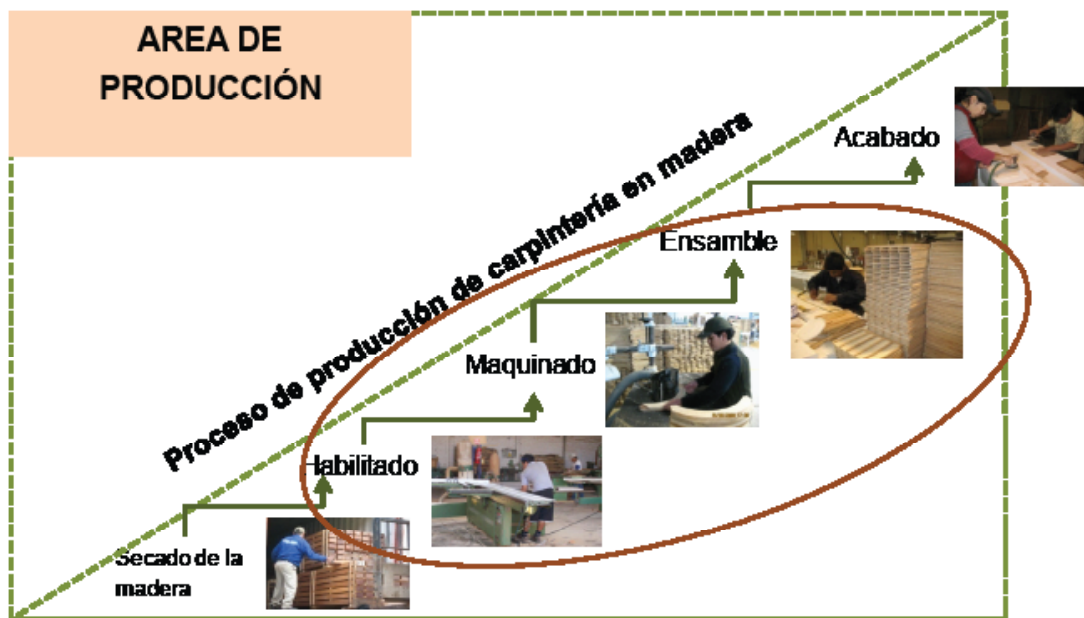 AREA DE
PRODUCCIÓN
Proceso de producción de carpintería en madera
Acabado
Ensamble
Maquinado
Habilitado
Secado de la
madera